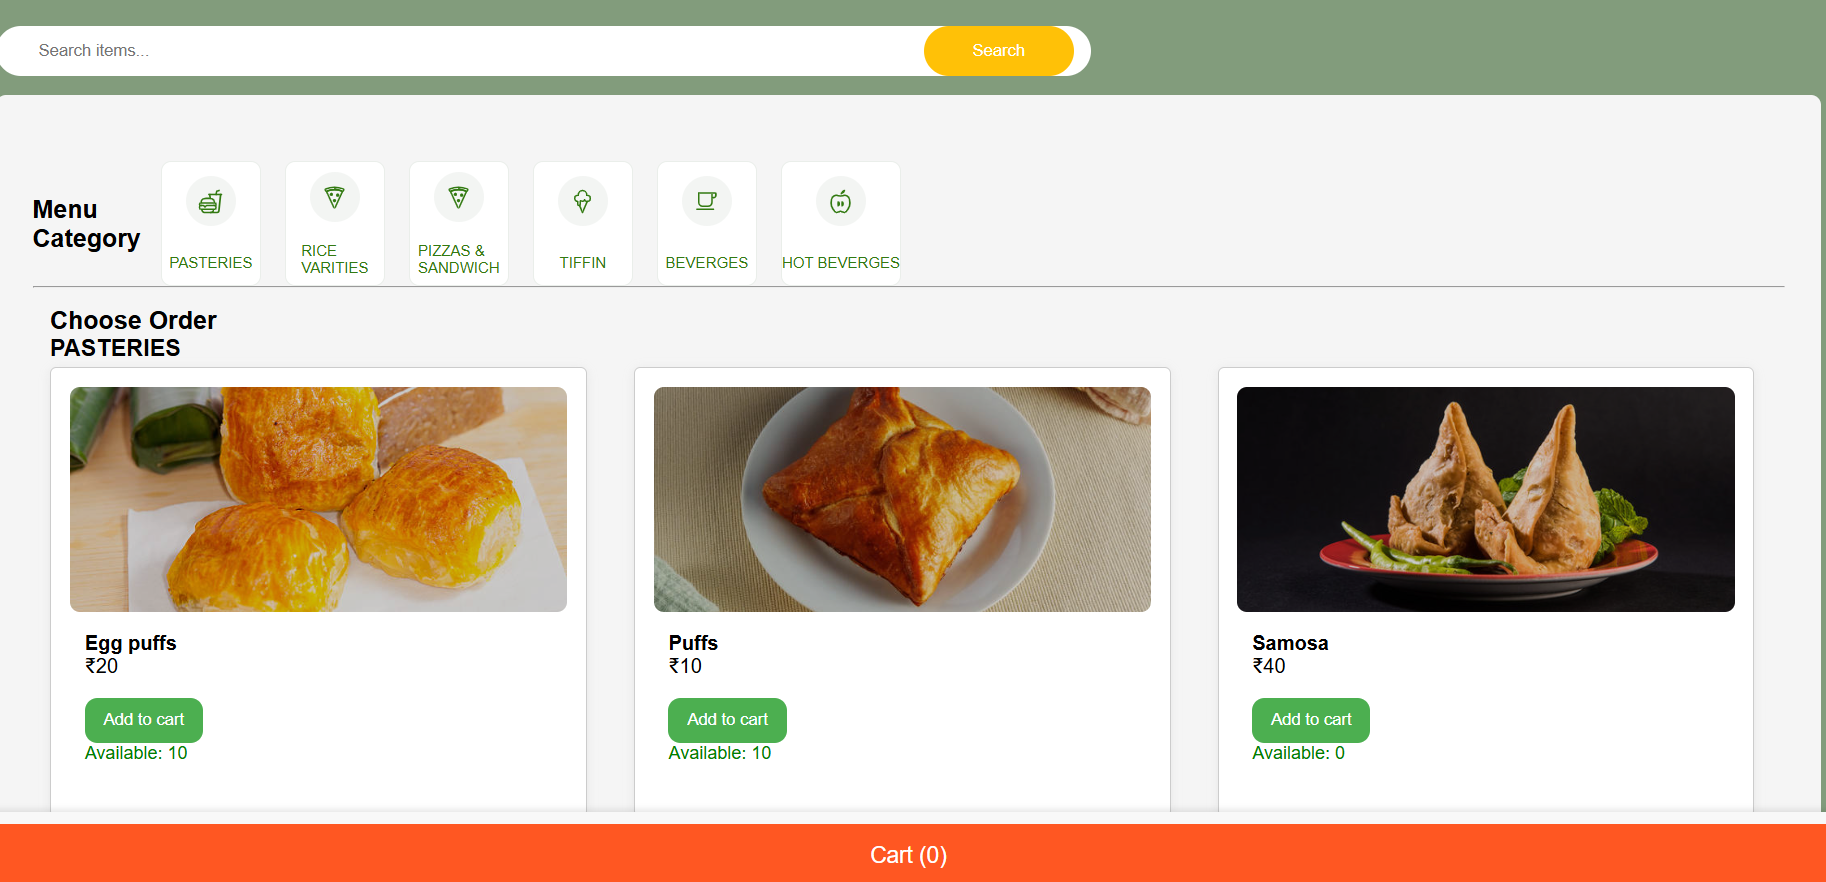 Search items...
Search
Menu
Category
PASTERIES
RICE
VARITIES
PIZZAS &
SANDWICH
TIFFIN
BEVERGES
HOT BEVERGES
Choose Order
PASTERIES
Egg puffs
₹20
Add to cart
Available: 10
Puffs
₹10
Add to cart
Available: 10
Samosa
₹40
Add to cart
Available: 0
Cart (0)